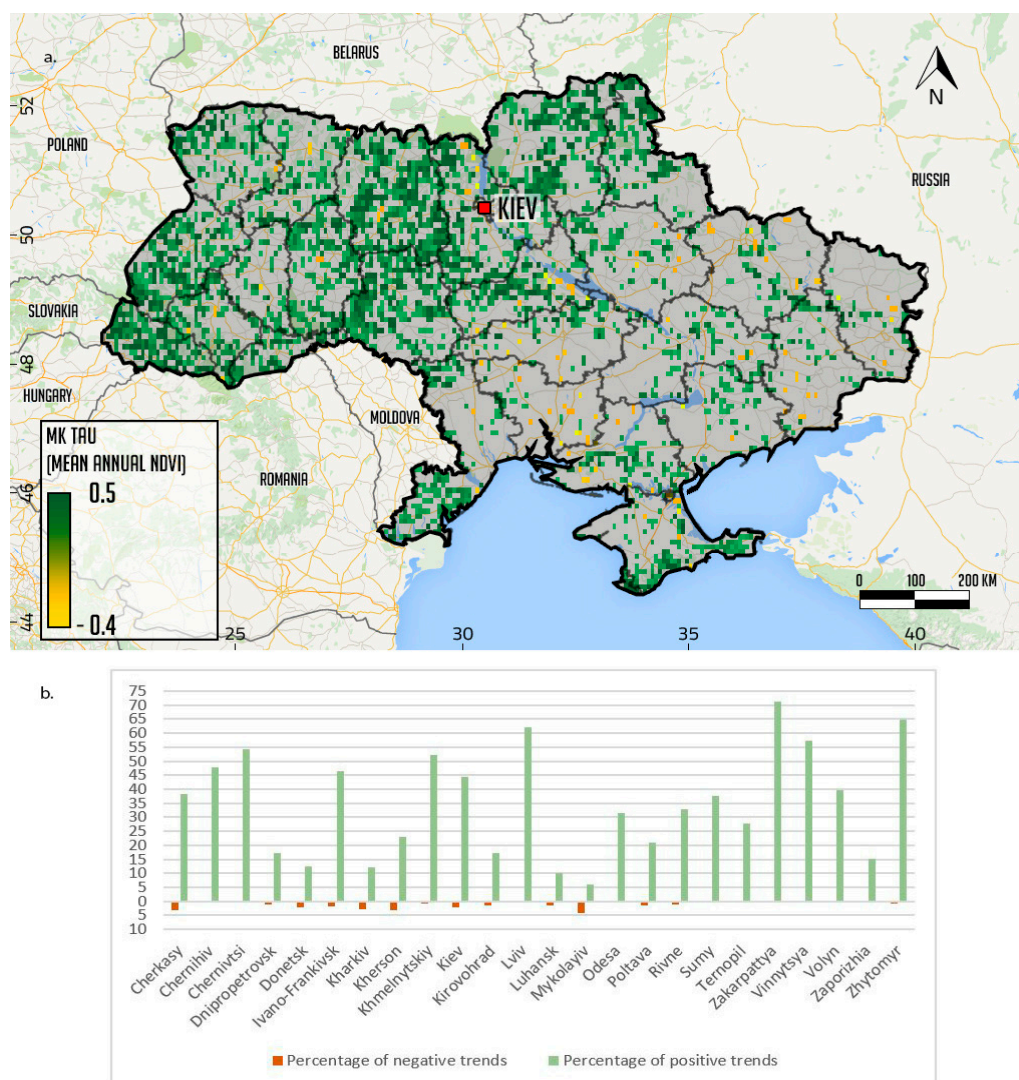 a.
BELARUS
POLAND
RUSSIA
SLOVAKIA
HUNGARY
MOLDOVA
ROMANIA
KIEV
N
52
50
48
46
44
25
30
35
40
MK TAU
(MEAN ANNUAL NDVI)
0.5
- 0.4
0 100 200 KM
b.
75
70
65
60
55
50
45
40
35
30
25
20
15
10
5
0
5
10
Cherkasy
Chernihiv
Chernivtsi
Dnipropetrovsk
Donetsk
Ivano-Frankivsk
Kharkiv
Kherson
Khmelnytskiy
Kiev
Kirovohrad
Lviv
Luhansk
Mykolayiv
Odesa
Poltava
Rivne
Sumy
Ternopil
Zakarpattya
Vinnytsya
Volyn
Zaporizhia
Zhytomyr
Percentage of negative trends
Percentage of positive trends